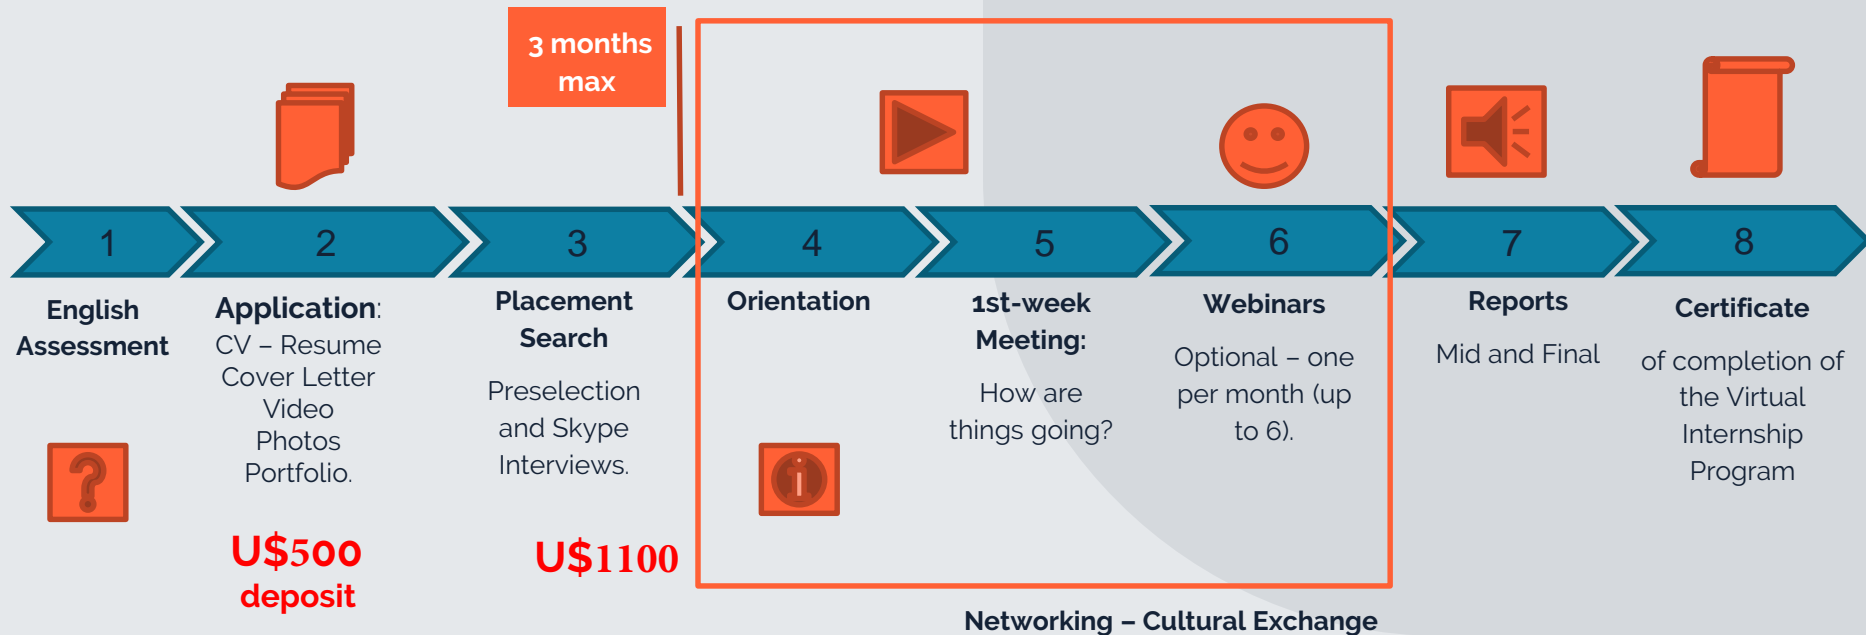 3 months
max
1
2
3
4
5
6
7
8
English
Assessment
Application:
CV – Resume
Cover Letter
Video
Photos
Portfolio.
U$500
deposit
Placement
Search
Preselection
and Skype
Interviews.
U$1100
Orientation
1st-week
Meeting:
How are
things going?
Webinars
Optional – one
per month (up
to 6).
Reports
Mid and Final
Certificate
of completion of
the Virtual
Internship
Program
Networking – Cultural Exchange